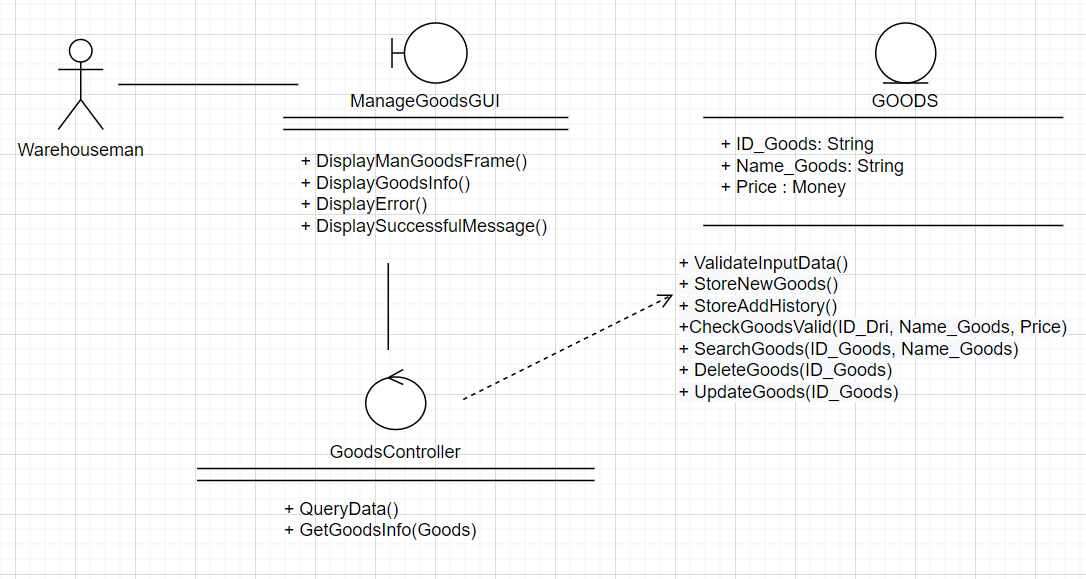 Warehouseman
ManageGoodsGUI
+ DisplayManGoodsFrame()
+ DisplayGoodsInfo()
+ DisplayError()
+ DisplaySuccessfulMessage()
GOODS
+ ID_Goods: String
+ Name_Goods: String
+ Price : Money
+ ValidateInputData()
+ StoreNewGoods()
+ StoreAddHistory()
+CheckGoodsValid(ID_Dri, Name_Goods, Price)
+ SearchGoods(ID_Goods, Name_Goods)
+ DeleteGoods(ID_Goods)
+ UpdateGoods(ID_Goods)
GoodsController
+ QueryData()
+ GetGoodsInfo(Goods)